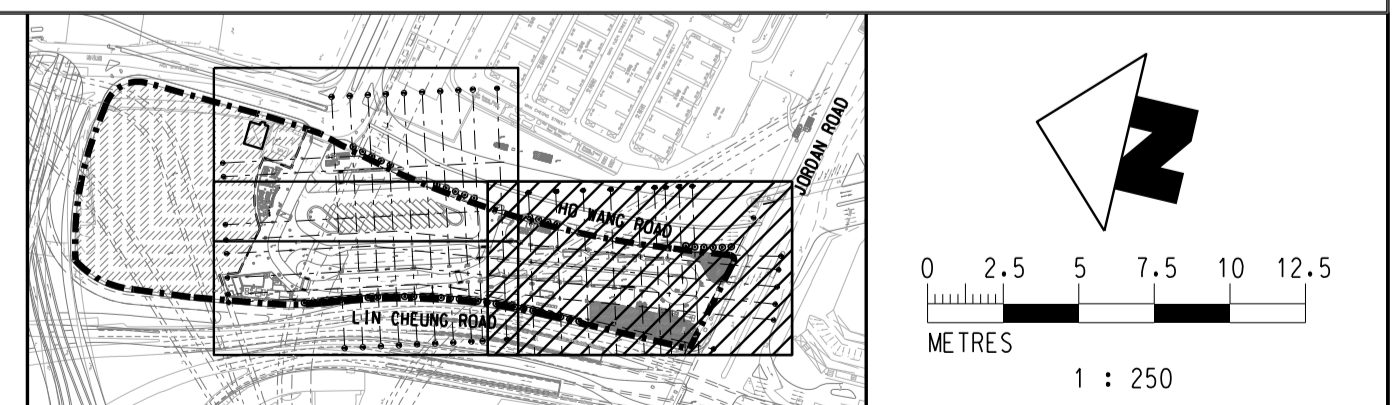 JORDAN ROAD
HO WANG ROAD
LIN CHEUNG ROAD
N
0 2.5 5 7.5 10 12.5
METRES
1 : 250